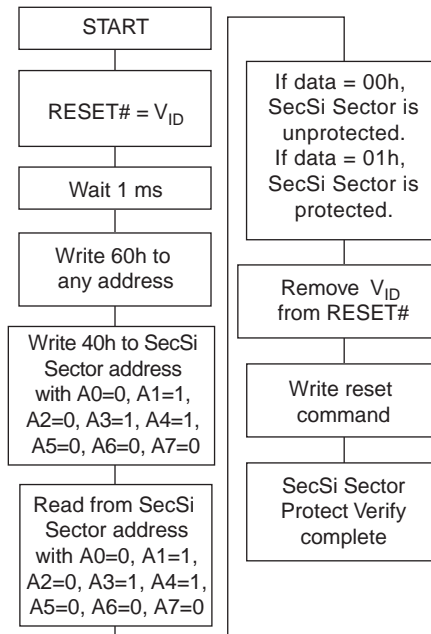 START
RESET# = VID
Wait 1 ms
Write 60h to
any address
Write 40h to SecSi
Sector address
with A0=0, A1=1,
A2=0, A3=1, A4=1,
A5=0, A6=0, A7=0
Read from SecSi
Sector address
with A0=0, A1=1,
A2=0, A3=1, A4=1,
A5=0, A6=0, A7=0
If data = 00h,
SecSi Sector is
unprotected.
If data = 01h,
SecSi Sector is
protected.
Remove VID
from RESET#
Write reset
command
SecSi Sector
Protect Verify
complete